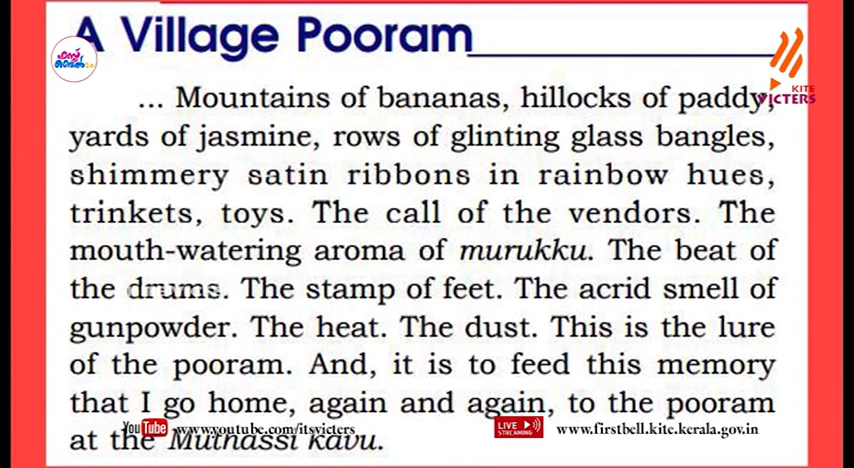 A Village Pooram
... Mountains of bananas, hillocks of paddy,
yards of jasmine, rows of glinting glass bangles,
shimmery satin ribbons in rainbow hues,
trinkets, toys. The call of the vendors. The
mouth-watering aroma of murukku. The beat of
the drums. The stamp of feet. The acrid smell of
gunpowder. The heat. The dust. This is the lure
of the pooram. And, it is to feed this memory
that I go home, again and again, to the pooram
at the Muthassi kavu.
KITE
VICTERS
YouTube www.youtube.com/itsvicters
LIVE STREAMING www.firstbell.kite.kerala.gov.in